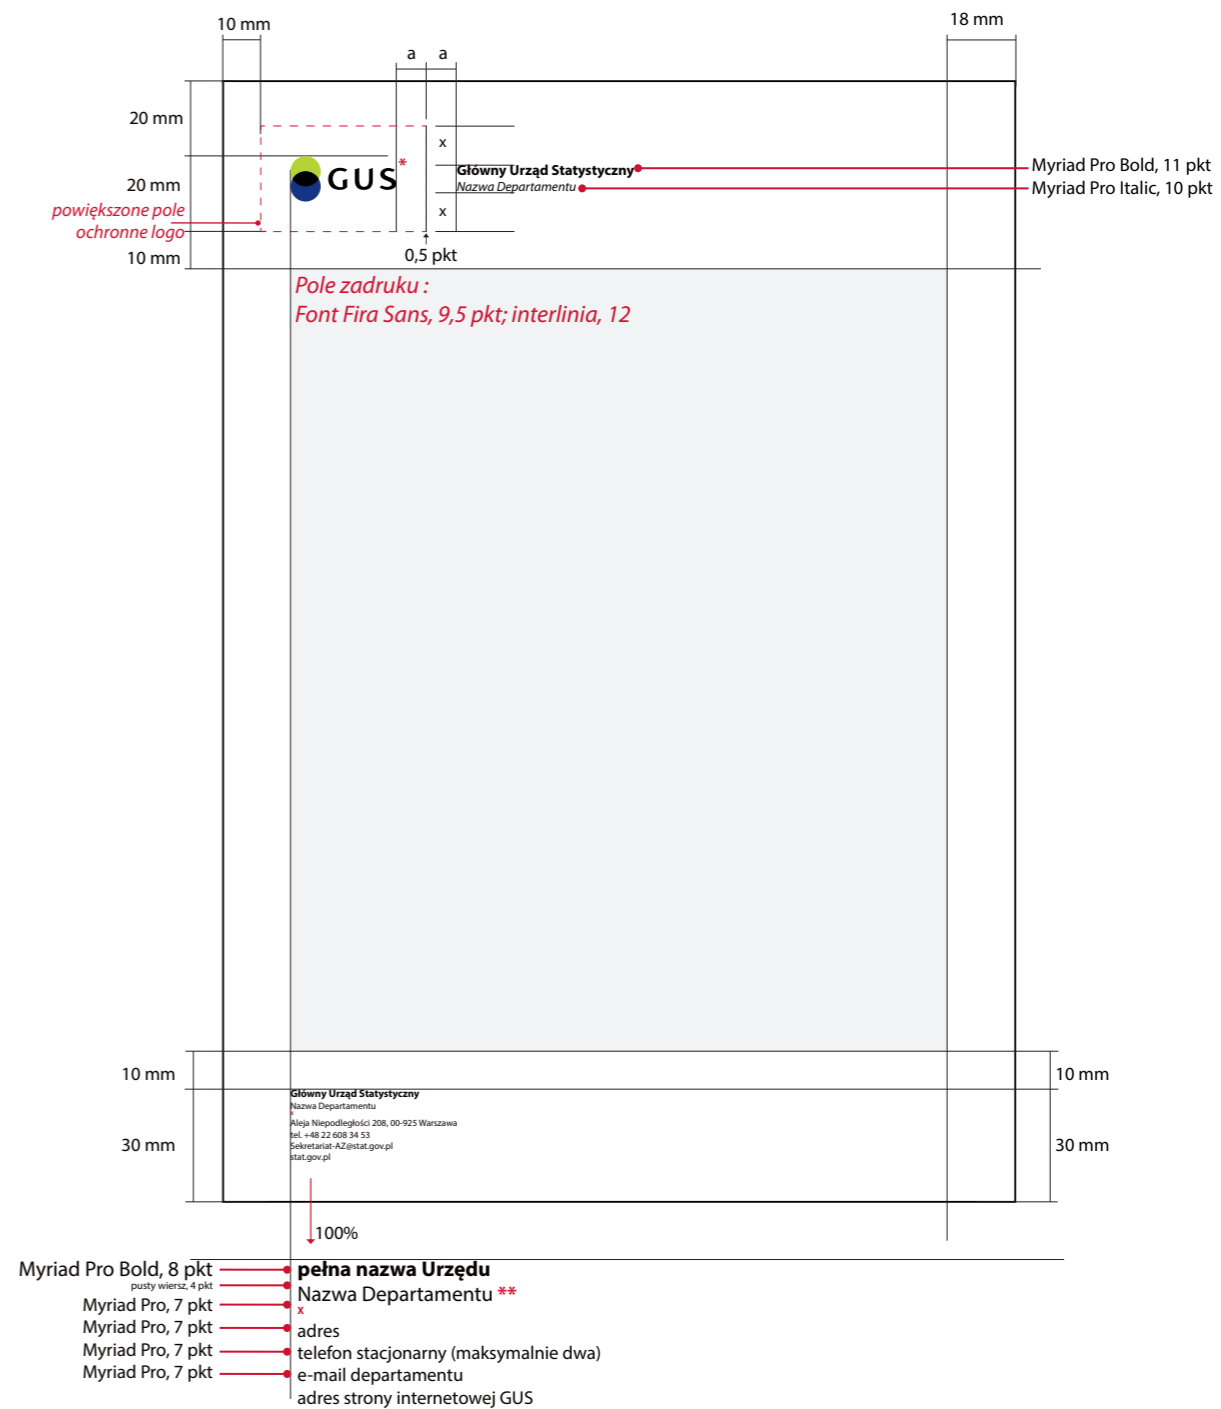 10 mm
18 mm
a a
20 mm
x
GUS*
Główny Urząd Statystyczny
Myriad Pro Bold, 11 pkt
20 mm
Nazwa Departamentu
Myriad Pro Italic, 10 pkt
powiększone pole
x
ochronne logo
10 mm
0,5 pkt
Pole zadruku :
Font Fira Sans, 9,5 pkt; interlinia, 12
10 mm
10 mm
Główny Urząd Statystyczny
Nazwa Departamentu
x
Aleja Niepodległości 208, 00-925 Warszawa
tel. +48 22 608 34 53
30 mm
30 mm
Sekretariat-AZ@stat.gov.pl
stat.gov.pl
100%
Myriad Pro Bold, 8 pkt
pełna nazwa Urzędu
pusty wiersz, 4 pkt
Nazwa Departamentu **
Myriad Pro, 7 pkt
x
Myriad Pro, 7 pkt
adres
Myriad Pro, 7 pkt
telefon stacjonarny (maksymalnie dwa)
Myriad Pro, 7 pkt
e-mail departamentu
adres strony internetowej GUS